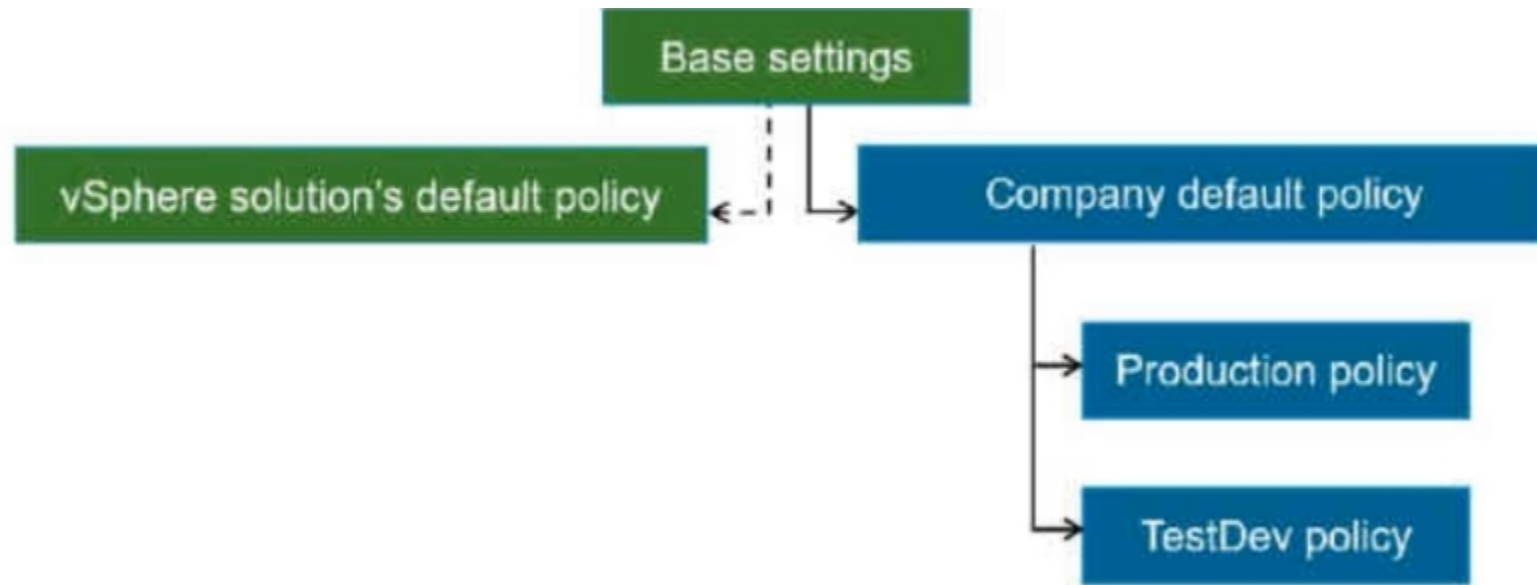 Base settings
vSphere solution's default policy
Company default policy
Production policy
TestDev policy